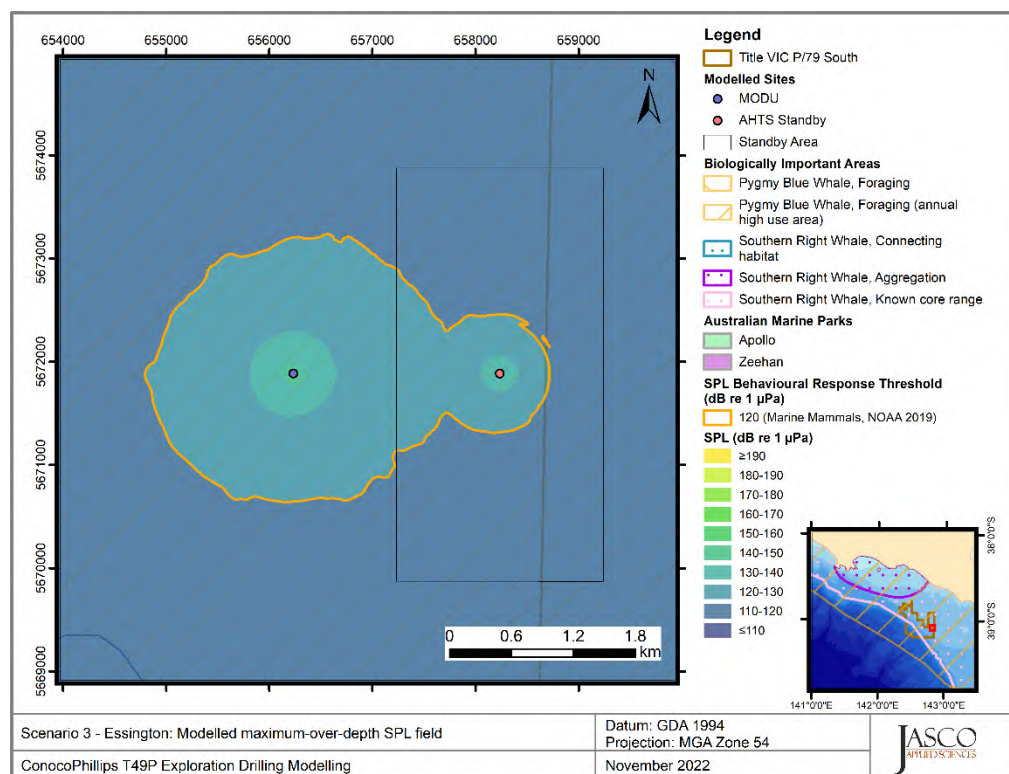 654000 655000 656000 657000 658000 659000
5674000
5673000
5672000
5671000
5670000
5669000
N
0 0.6 1.2 1.8
km
Legend
Title VIC P/79 South
Modelled Sites
MODU
AHTS Standby
Standby Area
Biologically Important Areas
Pygmy Blue Whale, Foraging
Pygmy Blue Whale, Foraging (annual
high use area)
Southern Right Whale, Connecting
habitat
Southern Right Whale, Aggregation
Southern Right Whale, Known core range
Australian Marine Parks
Apollo
Zeehan
SPL Behavioural Response Threshold
(dB re 1 µPa)
120 (Marine Mammals, NOAA 2019)
SPL (dB re 1 µPa)
≥190
180-190
170-180
160-170
150-160
140-150
130-140
120-130
110-120
≤110
38°0'0"S
39°0'0"S
141°0'0"E 142°0'0"E 143°0'0"E
Scenario 3 - Essington: Modelled maximum-over-depth SPL field
ConocoPhillips T49P Exploration Drilling Modelling
Datum: GDA 1994
Projection: MGA Zone 54
November 2022
JASCO
APPLIED SCIENCES